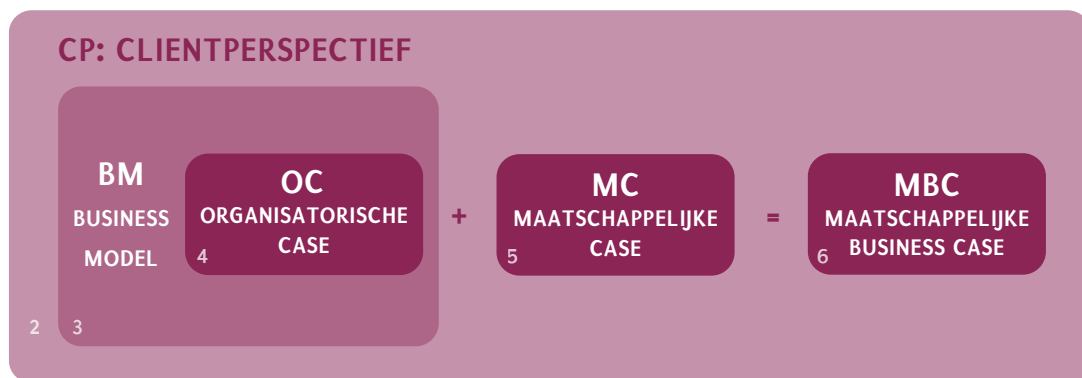 CP: CLIENTPERSPECTIEF
BM
BUSINESS
MODEL
OC
ORGANISATORISCHE
CASE
4
+
MC
MAATSCHAPPELIJKE
CASE
5
=
MBC
MAATSCHAPPELIJKE
BUSINESS CASE
6
2
3